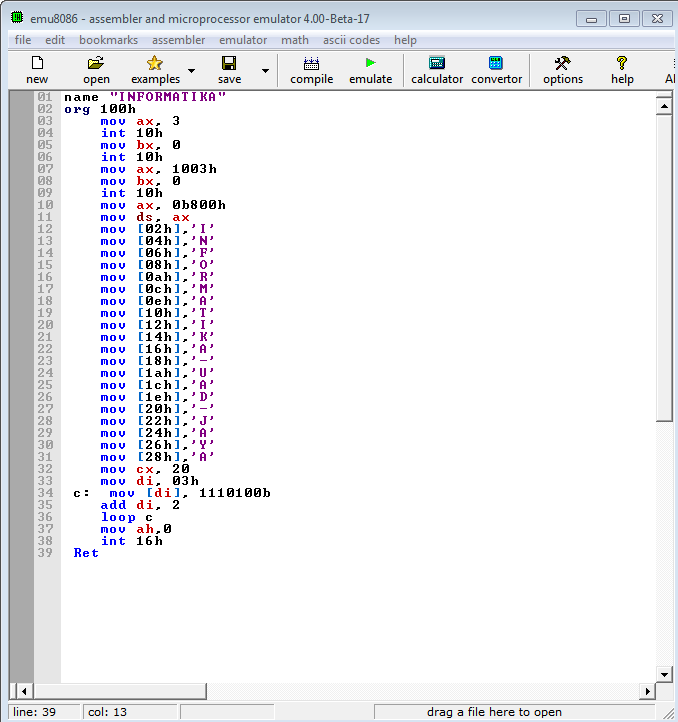 emu8086 - assembler and microprocessor emulator 4.00-Beta-17
file edit bookmarks assembler emulator math ascii codes help
new open examples save compile emulate calculator convertor options help
01 name "INFORMATIKA"
02 org 100h
03 mov ax, 3
04 int 10h
05 mov bx, 0
06 int 10h
07 mov ax, 1003h
08 mov bx, 0
09 int 10h
10 mov ax, 0b800h
11 mov ds, ax
12 mov [02h],'I'
13 mov [04h],'N'
14 mov [06h],'F'
15 mov [08h],'O'
16 mov [0ah],'R'
17 mov [0ch],'M'
18 mov [0eh],'A'
19 mov [10h],'T'
20 mov [12h],'I'
21 mov [14h],'K'
22 mov [16h],'A'
23 mov [18h],'-'
24 mov [1ah],'U'
25 mov [1ch],'A'
26 mov [1eh],'D'
27 mov [20h],'-'
28 mov [22h],'J'
29 mov [24h],'A'
30 mov [26h],'Y'
31 mov [28h],'A'
32 mov cx, 20
33 mov di, 03h
34 c: mov [di], 1110100b
35 add di, 2
36 loop c
37 mov ah,0
38 int 16h
39 Ret
line: 39 col: 13 drag a file here to open